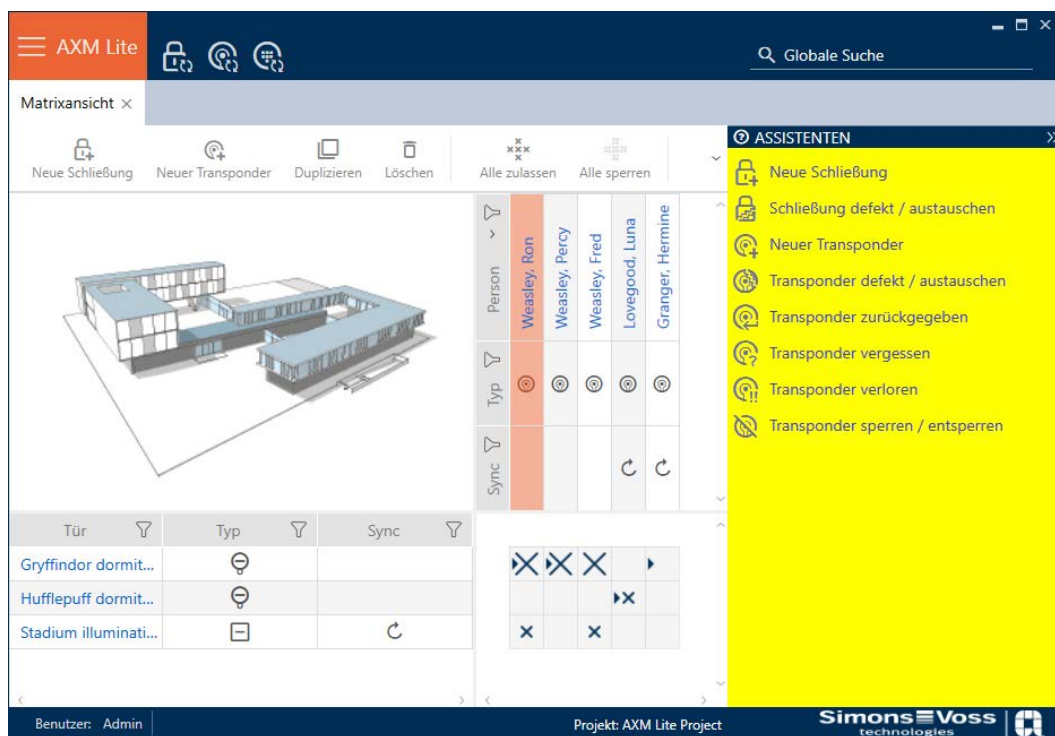 AXM Lite
Globale Suche
Matrixansicht
Neue Schließung
Neuer Transponder
Duplizieren
Löschen
Alle zulassen
Alle sperren
Person
Weasley, Ron
Weasley, Percy
Weasley, Fred
Lovegood, Luna
Granger, Hermine
Typ
Sync
Tür
Typ
Sync
Gryffindor dormit...
Hufflepuff dormit...
Stadium illuminati...
ASSISTENTEN
Neue Schließung
Schließung defekt / austauschen
Neuer Transponder
Transponder defekt / austauschen
Transponder zurückgegeben
Transponder vergessen
Transponder verloren
Transponder sperren / entsperren
Benutzer: Admin
Projekt: AXM Lite Project
Simons Voss
technologies